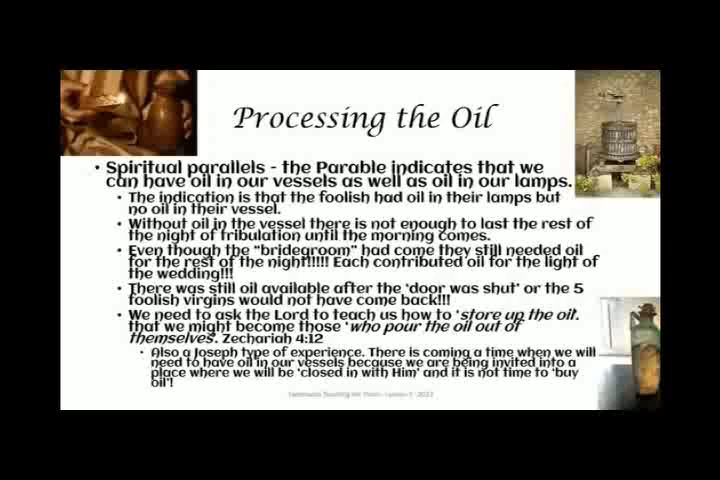 Processing the Oil
• Spiritual parallels - the Parable indicates that we
can have oil in our vessels as well as oil in our lamps.
• The indication is that the foolish had oil in their lamps but
no oil in their vessel.
• Without oil in the vessel there is not enough to last the rest of
the night of tribulation until the morning comes.
• Even though the "bridegroom" had come they still needed oil
for the rest of the night!!!!! Each contributed oil for the light of
the wedding!!!
• There was still oil available after the 'door was shut' or the 5
foolish virgins would not have come back!!!
• We need to ask the Lord to teach us how to 'store up the oil.
that we might become those 'who pour the oil out of
themselves'. Zechariah 4:12
• Also a Joseph type of experience. There is coming a time when we will
need to have oil in our vessels because we are being invited into a
place where we will be 'closed in with Him' and it is not time to 'buy
oil'!